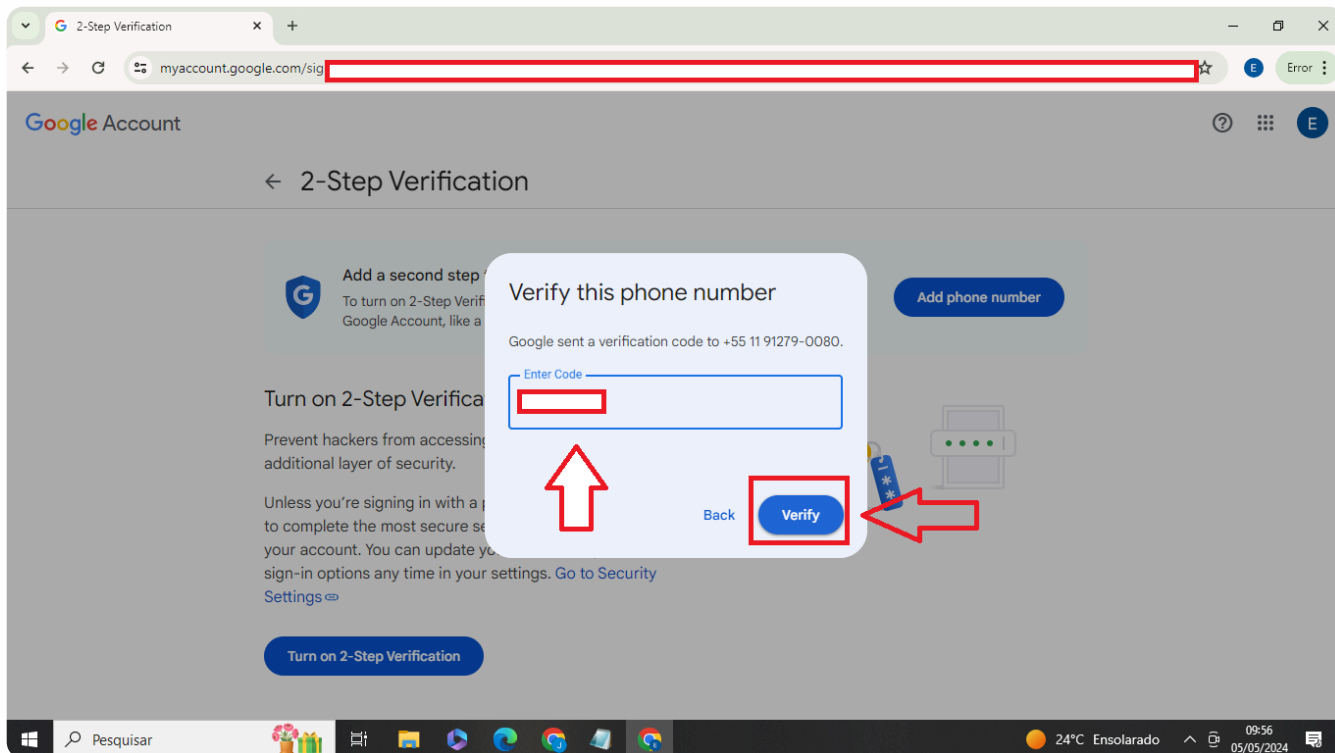 2-Step Verification
myaccount.google.com/sig
E
Error
Google Account
E
2-Step Verification
Add a second step
To turn on 2-Step Verif
Google Account, like a
Add phone number
Verify this phone number
Google sent a verification code to +55 11 91279-0080.
Enter Code
Back
Verify
Turn on 2-Step Verifica
Prevent hackers from accessing
additional layer of security.
Unless you're signing in with a
to complete the most secure se
your account. You can update yo
sign-in options any time in your settings. Go to Security
Settings
Turn on 2-Step Verification
Pesquisar
24°C Ensolarado
09:56
05/05/2024